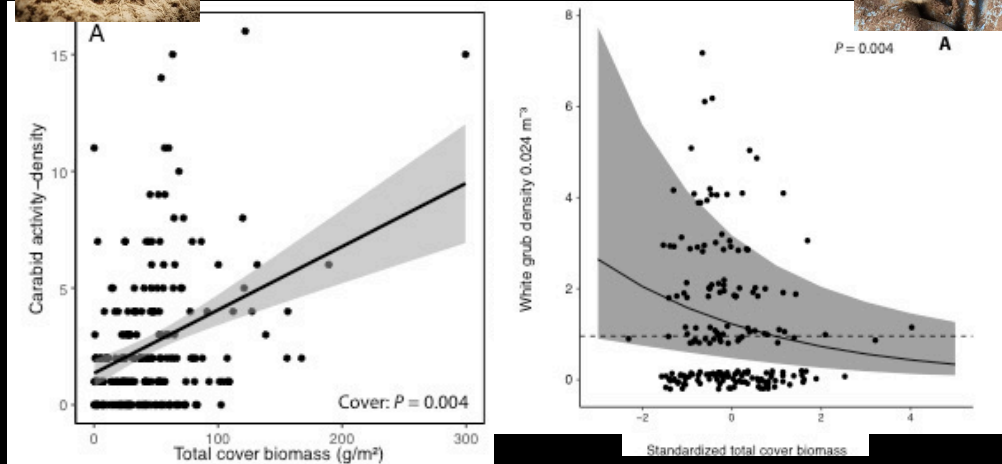 A
Carabid activity–density
15
10
5
0
Cover: P = 0.004
0
100
200
300
Total cover biomass (g/m²)
P = 0.004
A
White grub density 0.024 m⁻³
8
6
4
2
0
−2
0
2
4
Standardized total cover biomass